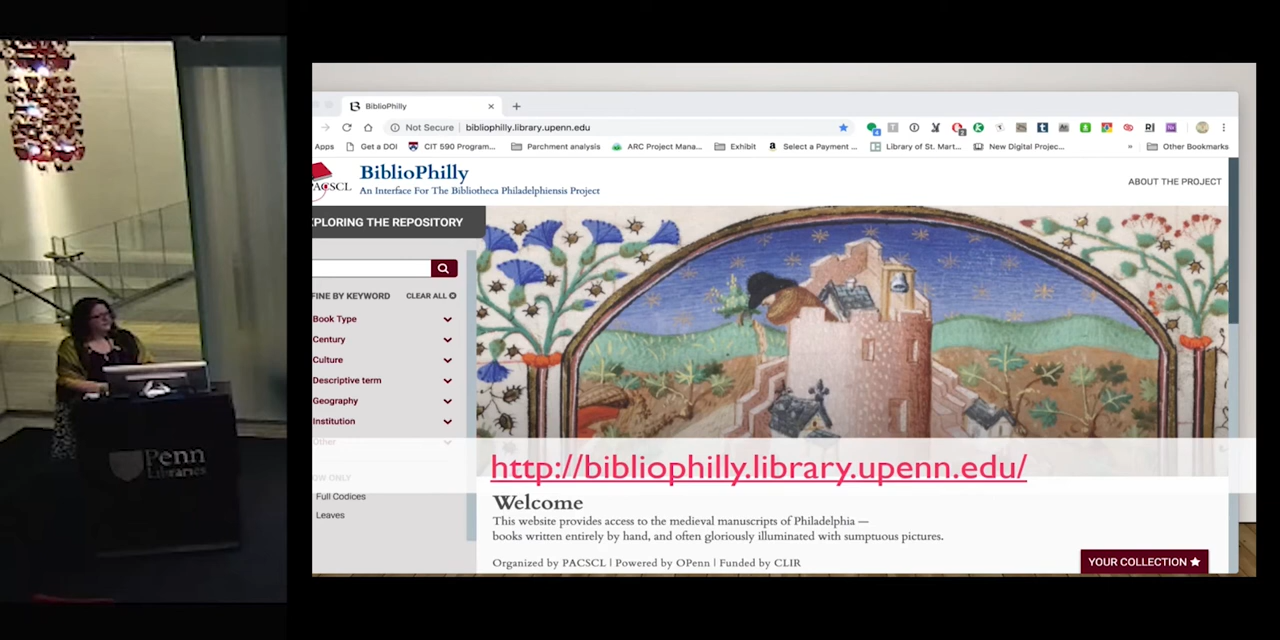 Penn
Libraries
BiblioPhilly
Not Secure
bibliophilly.library.upenn.edu
Apps
Get a DOI
CIT 590 Program...
Parchment analysis
ARC Project Mana...
Exhibit
Select a Payment ...
Library of St. Mart...
New Digital Projec...
» Other Bookmarks
PACSCL
BiblioPhilly
An Interface For The Bibliotheca Philadelphiensis Project
ABOUT THE PROJECT
XPLORING THE REPOSITORY
FINE BY KEYWORD
CLEAR ALL
Book Type
Century
Culture
Descriptive term
Geography
Institution
Other
OW ONLY
Full Codices
Leaves
http://bibliophilly.library.upenn.edu/
Welcome
This website provides access to the medieval manuscripts of Philadelphia —
books written entirely by hand, and often gloriously illuminated with sumptuous pictures.
Organized by PACSCL | Powered by OPenn | Funded by CLIR
YOUR COLLECTION